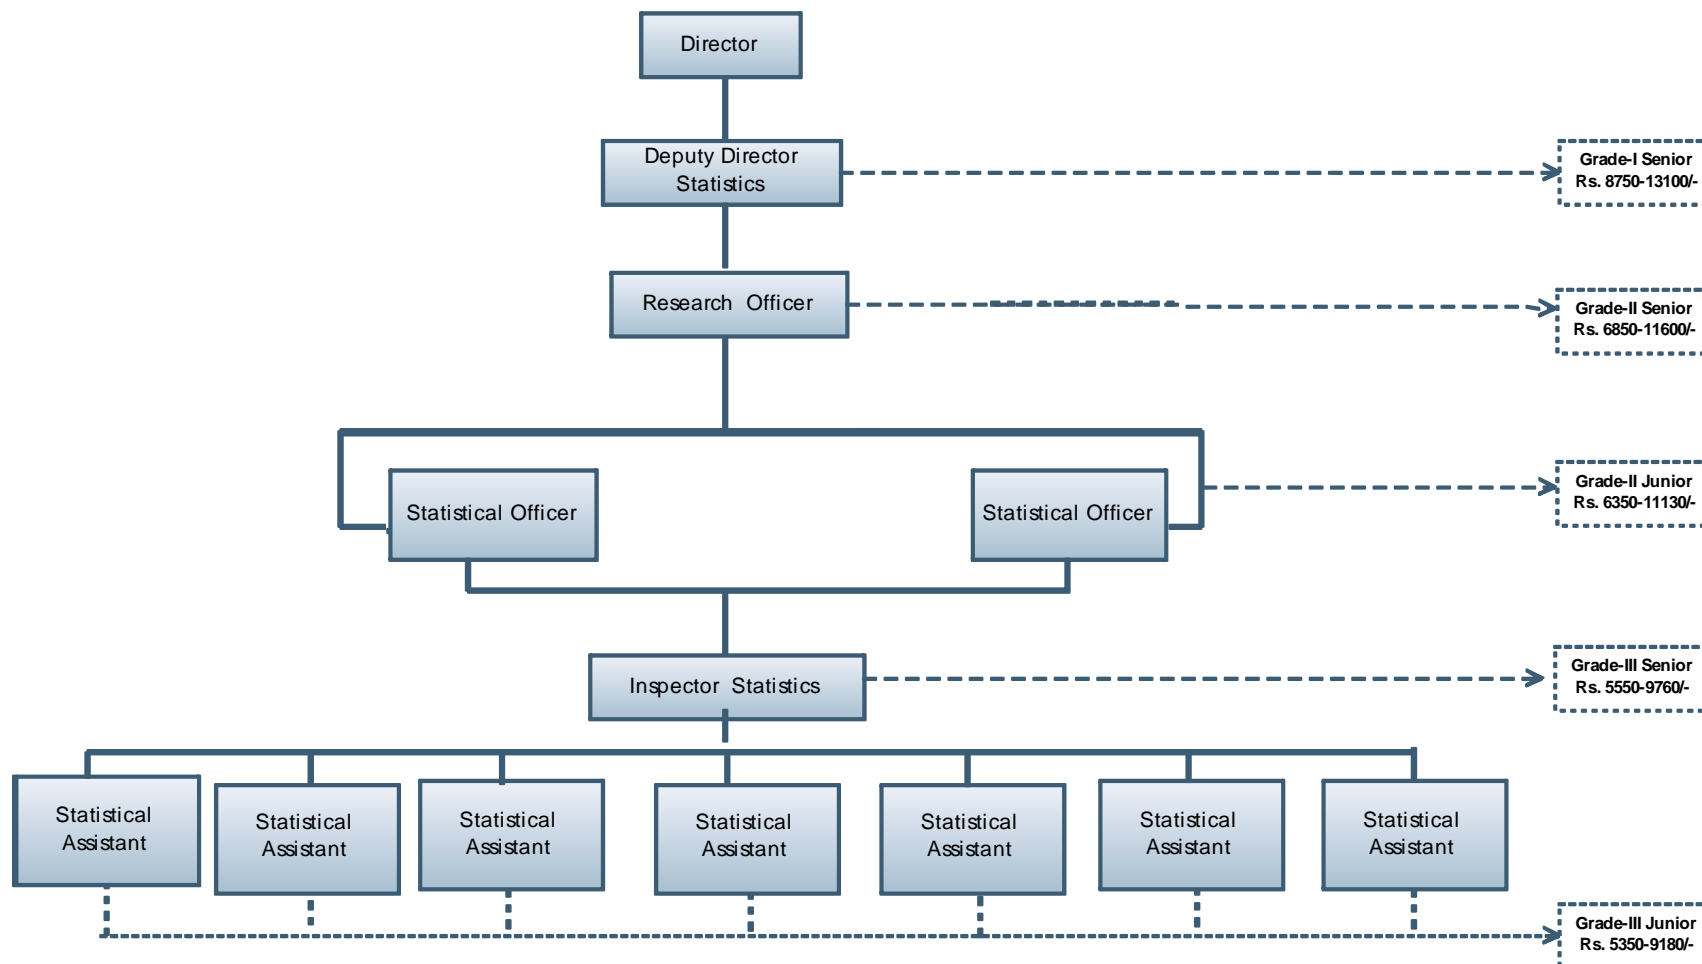 Director
Deputy Director
Statistics
Grade-I Senior
Rs. 8750-13100/-
Research Officer
Grade-II Senior
Rs. 6850-11600/-
Statistical Officer
Statistical Officer
Grade-II Junior
Rs. 6350-11130/-
Inspector Statistics
Grade-III Senior
Rs. 5550-9760/-
Statistical
Assistant
Statistical
Assistant
Statistical
Assistant
Statistical
Assistant
Statistical
Assistant
Statistical
Assistant
Statistical
Assistant
Grade-III Junior
Rs. 5350-9180/-